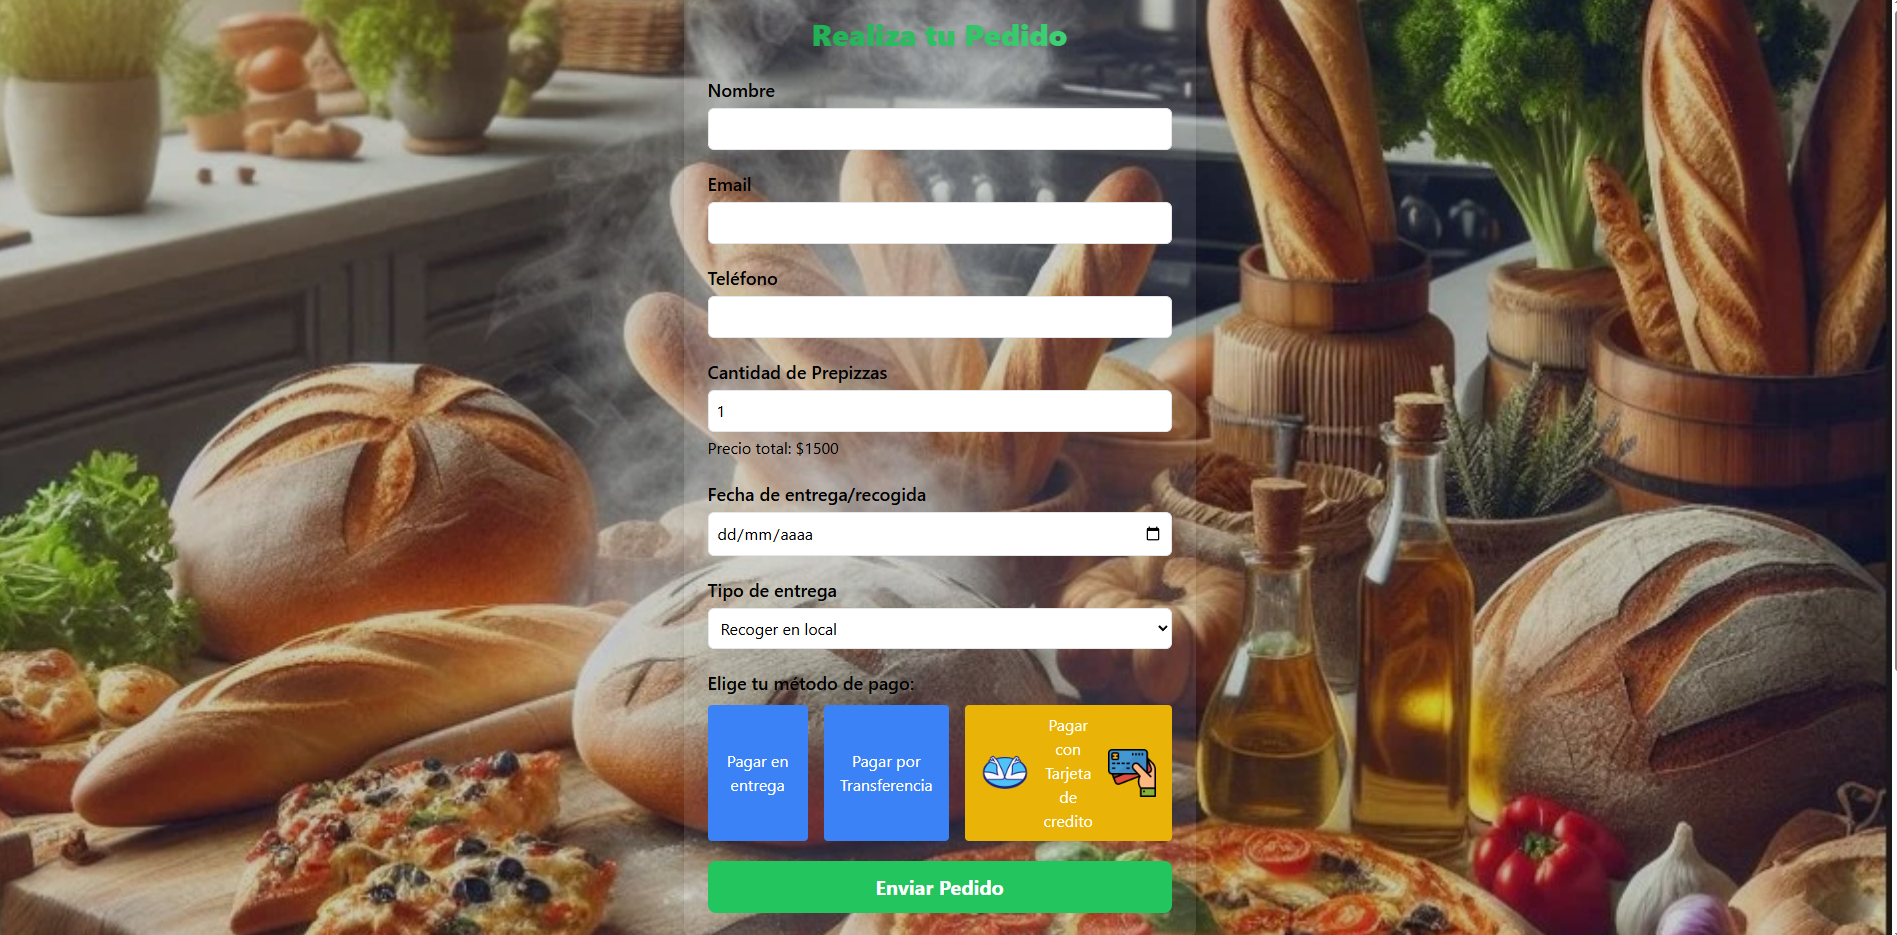 Realiza tu Pedido
Nombre
Email
Teléfono
Cantidad de Prepizzas
1
Precio total: $1500
Fecha de entrega/recogida
dd/mm/aaaa
Tipo de entrega
Recoger en local
Elige tu método de pago:
Pagar en
entrega
Pagar por
Transferencia
Pagar
con
Tarjeta
de
credito
Enviar Pedido